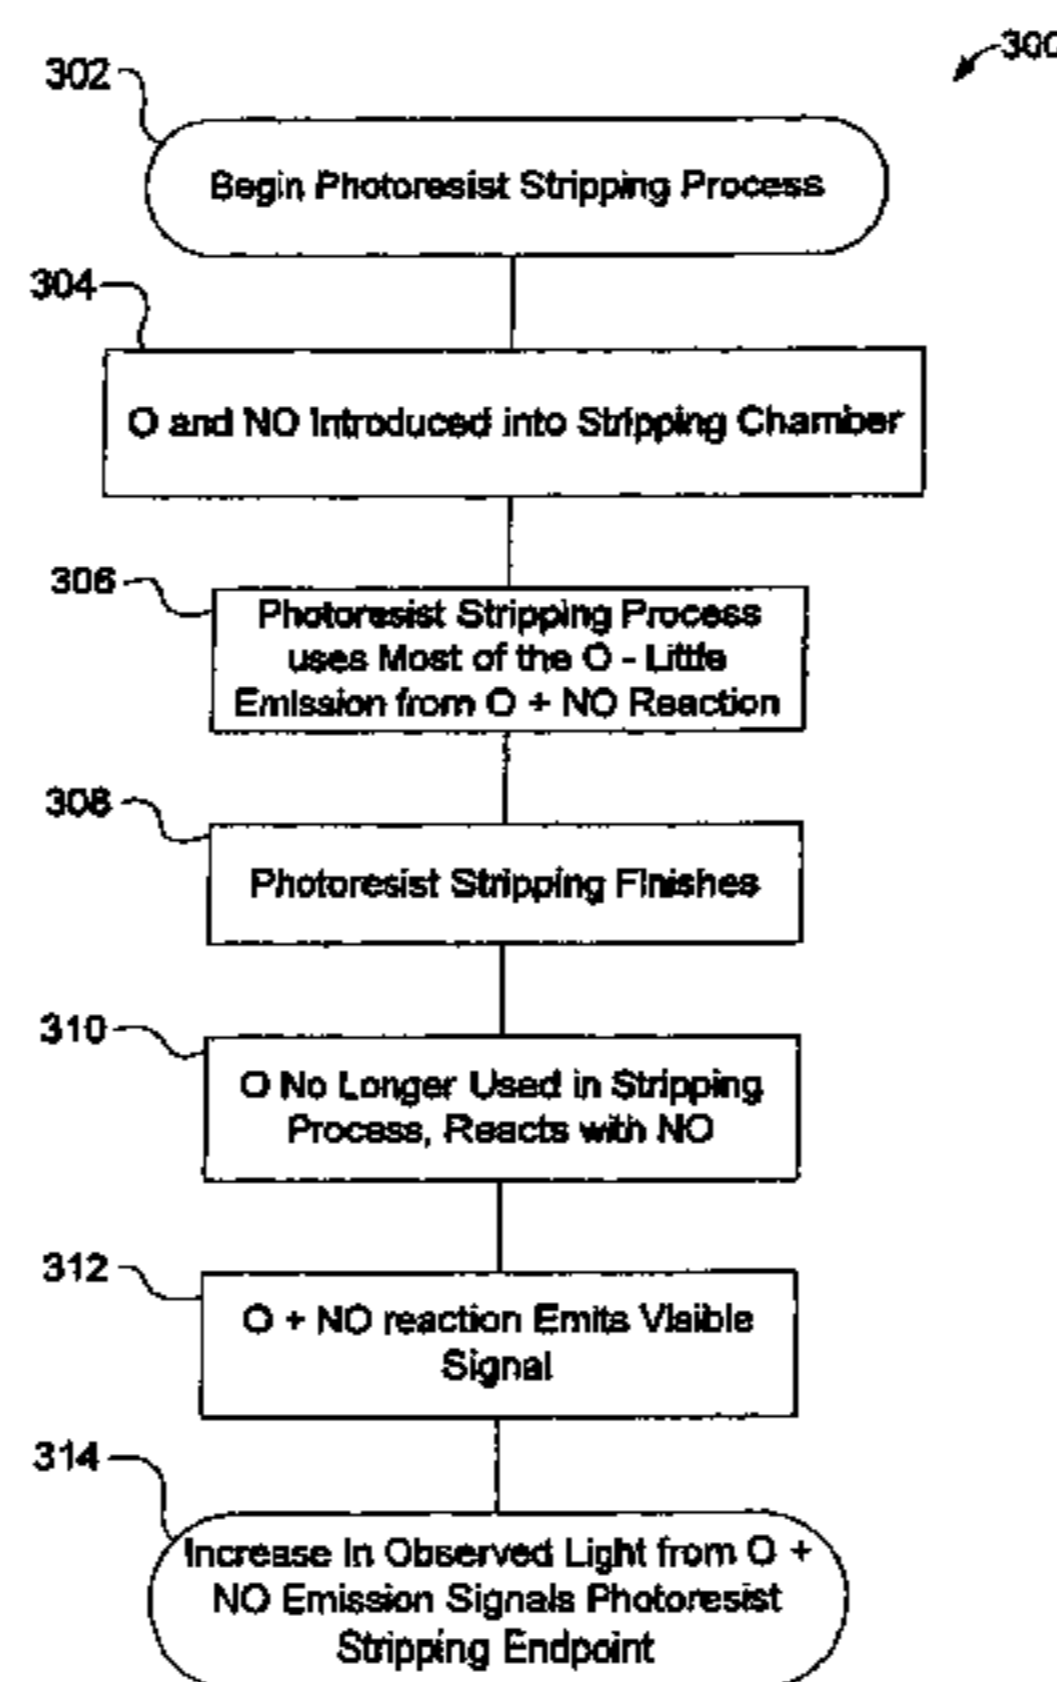 300
302
Begin Photoresist Stripping Process
304
O and NO Introduced into Stripping Chamber
306
Photoresist Stripping Process
uses Most of the O - Little
Emission from O + NO Reaction
308
Photoresist Stripping Finishes
310
O No Longer Used in Stripping
Process, Reacts with NO
312
O + NO reaction Emits Visible
Signal
314
Increase in Observed Light from O +
NO Emission Signals Photoresist
Stripping Endpoint